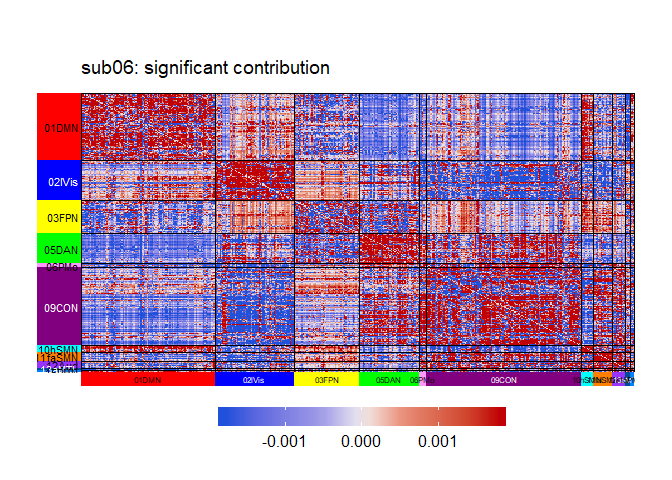 sub06: significant contribution
01DMN
02lVis
03FPN
05DAN
09CON
01DMN
02lVis
03FPN
05DAN
09CON
-0.001
0.000
0.001